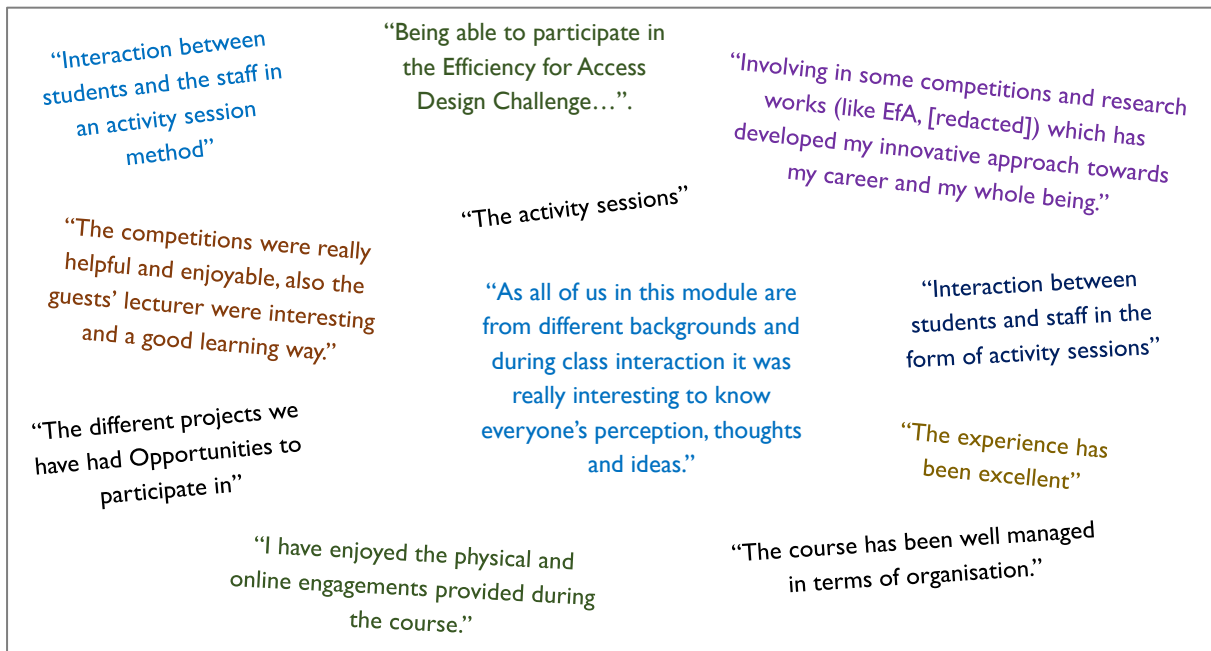 “Interaction between
students and the staff in
an activity session
method”
“Being able to participate in
the Efficiency for Access
Design Challenge…”.
“Involving in some competitions and research
works (like EfA, [redacted]) which has
developed my innovative approach towards
my career and my whole being.”
“The activity sessions”
“The competitions were really
helpful and enjoyable, also the
guests’ lecturer were interesting
and a good learning way.”
“As all of us in this module are
from different backgrounds and
during class interaction it was
really interesting to know
everyone’s perception, thoughts
and ideas.”
“Interaction between
students and staff in the
form of activity sessions”
“The different projects we
have had Opportunities to
participate in”
“The experience has
been excellent”
“I have enjoyed the physical and
online engagements provided during
the course.”
“The course has been well managed
in terms of organisation.”